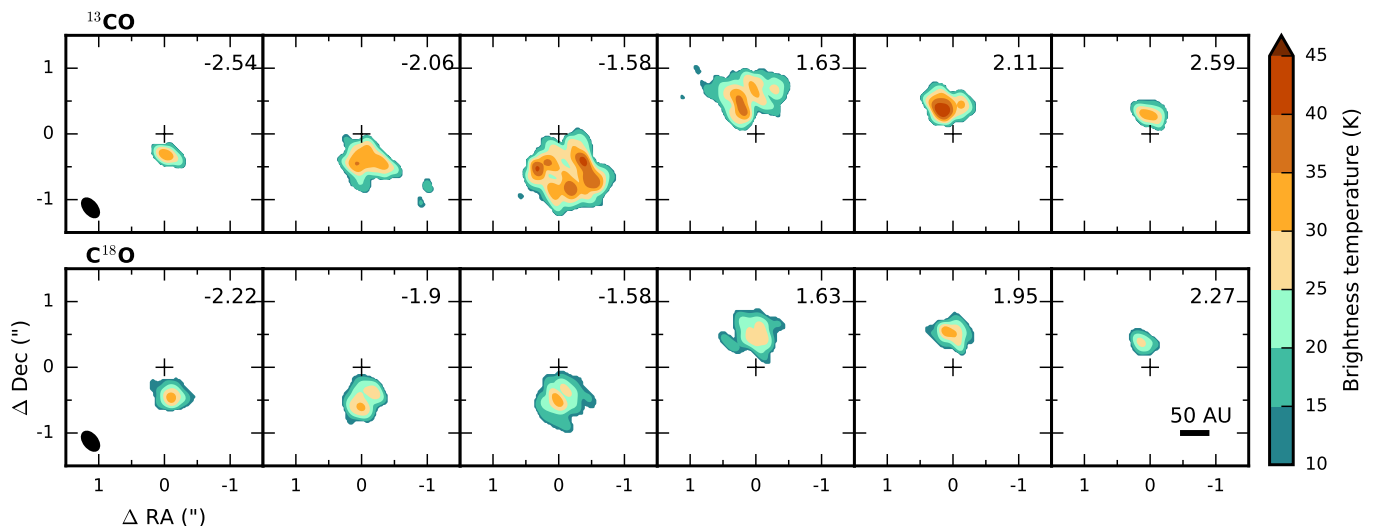 ¹³CO
-2.54 -2.06 -1.58 1.63 2.11 2.59
1
0
-1
C¹⁸O
-2.22 -1.9 -1.58 1.63 1.95 2.27
1
0
-1
50 AU
1 0 -1 1 0 -1 1 0 -1 1 0 -1 1 0 -1 1 0 -1
Δ RA (")
Δ Dec (")
45
40
35
30
25
20
15
10
Brightness temperature (K)